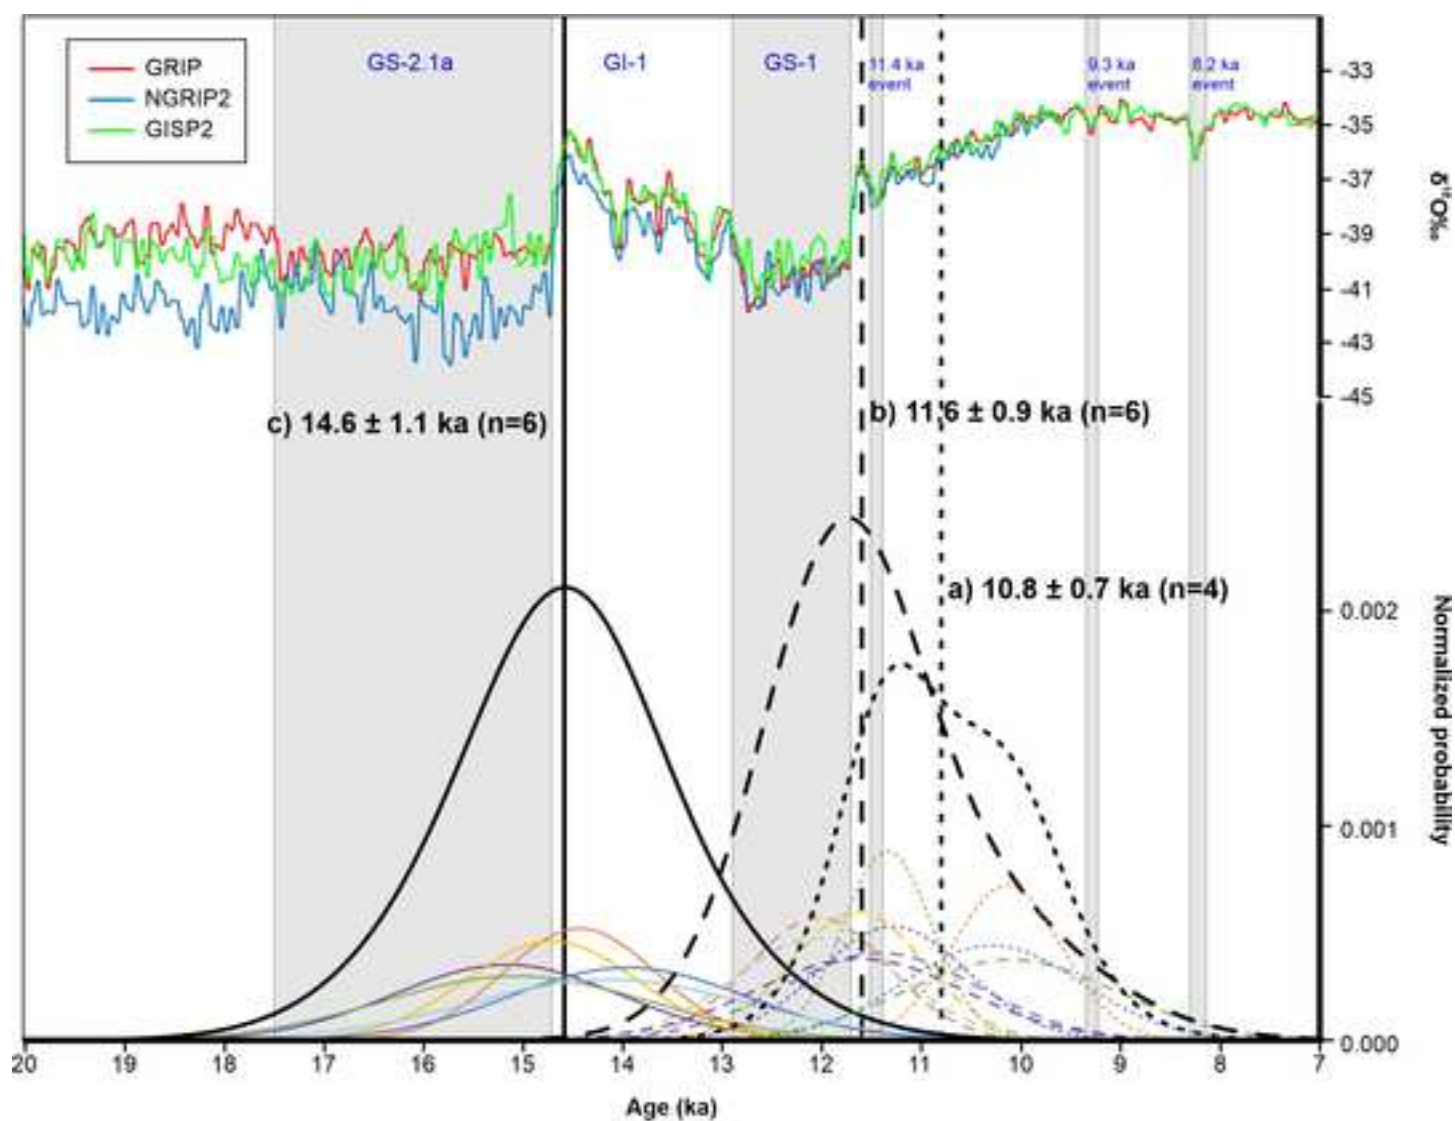 GRIP
NGRIP2
GISP2
GS-2.1a
GI-1
GS-1
11.4 ka
event
9.3 ka
event
8.2 ka
event
-33
-35
-37
-39
-41
-43
-45
δ¹⁸O‰
c) 14.6 ± 1.1 ka (n=6)
b) 11.6 ± 0.9 ka (n=6)
a) 10.8 ± 0.7 ka (n=4)
0.002
0.001
0.000
Normalized probability
20 19 18 17 16 15 14 13 12 11 10 9 8 7
Age (ka)